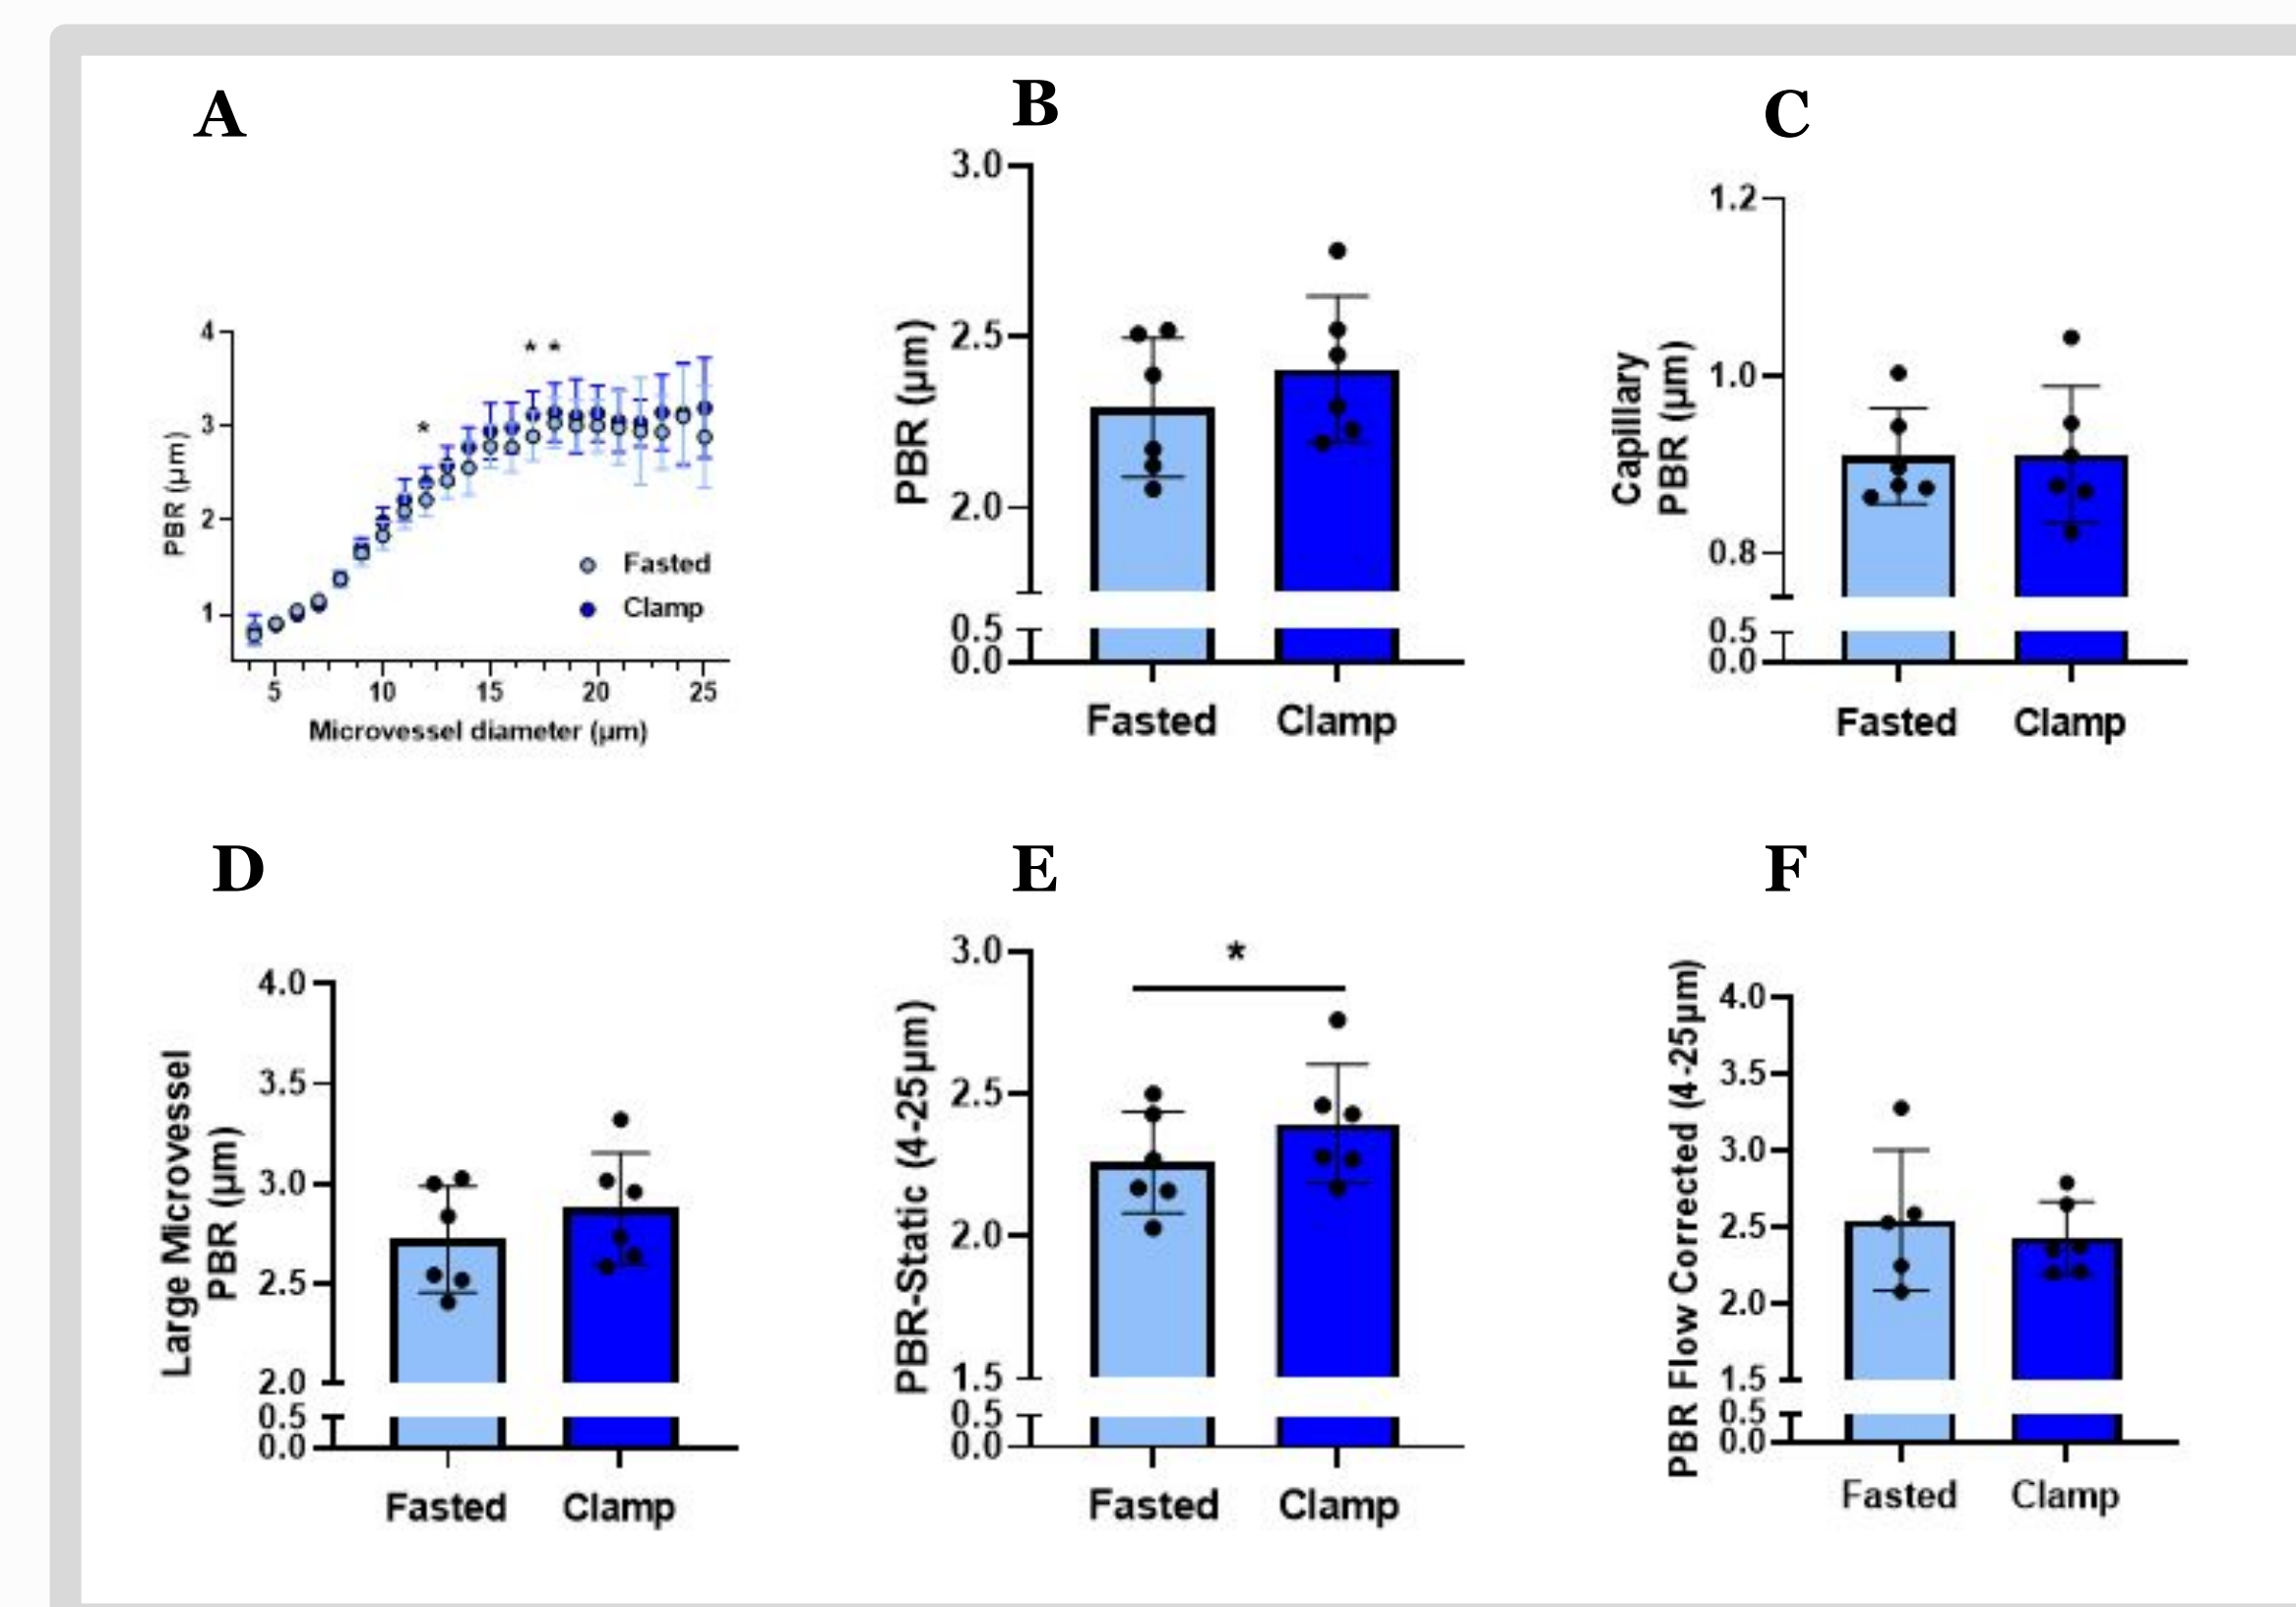 A
B
C
4
3
2
1
* *
*
PBR (µm)
Fasted
Clamp
5 10 15 20 25
Microvessel diameter (µm)
3.0
2.5
2.0
0.5
0.0
PBR (µm)
Fasted Clamp
1.2
1.0
0.8
0.5
0.0
Capillary
PBR (µm)
Fasted Clamp
D
E
F
4.0
3.5
3.0
2.5
2.0
0.5
0.0
Large Microvessel
PBR (µm)
Fasted Clamp
*
3.0
2.5
2.0
1.5
0.5
0.0
PBR-Static (4-25µm)
Fasted Clamp
4.0
3.5
3.0
2.5
2.0
1.5
0.5
0.0
PBR Flow Corrected (4-25µm)
Fasted Clamp